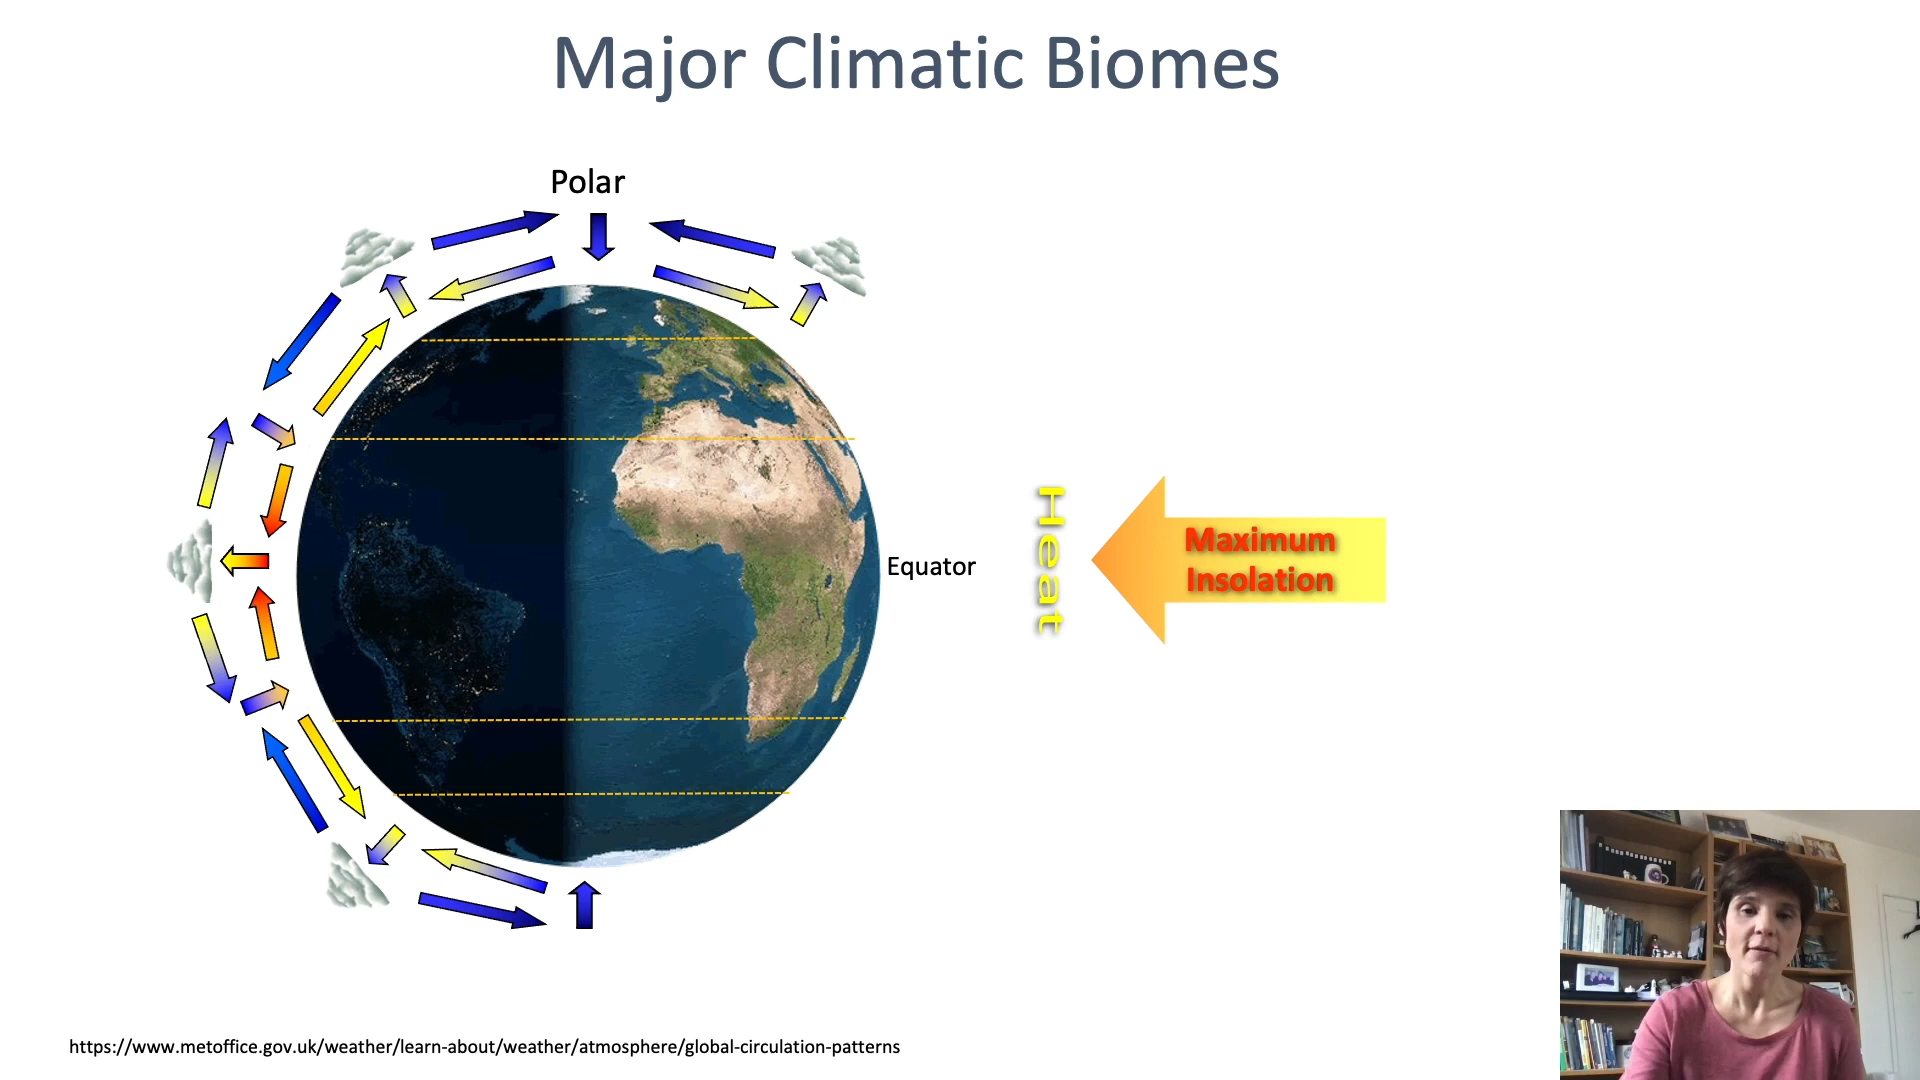 Major Climatic Biomes
Polar
Equator
Heat
Maximum
Insolation
https://www.metoffice.gov.uk/weather/learn-about/weather/atmosphere/global-circulation-patterns